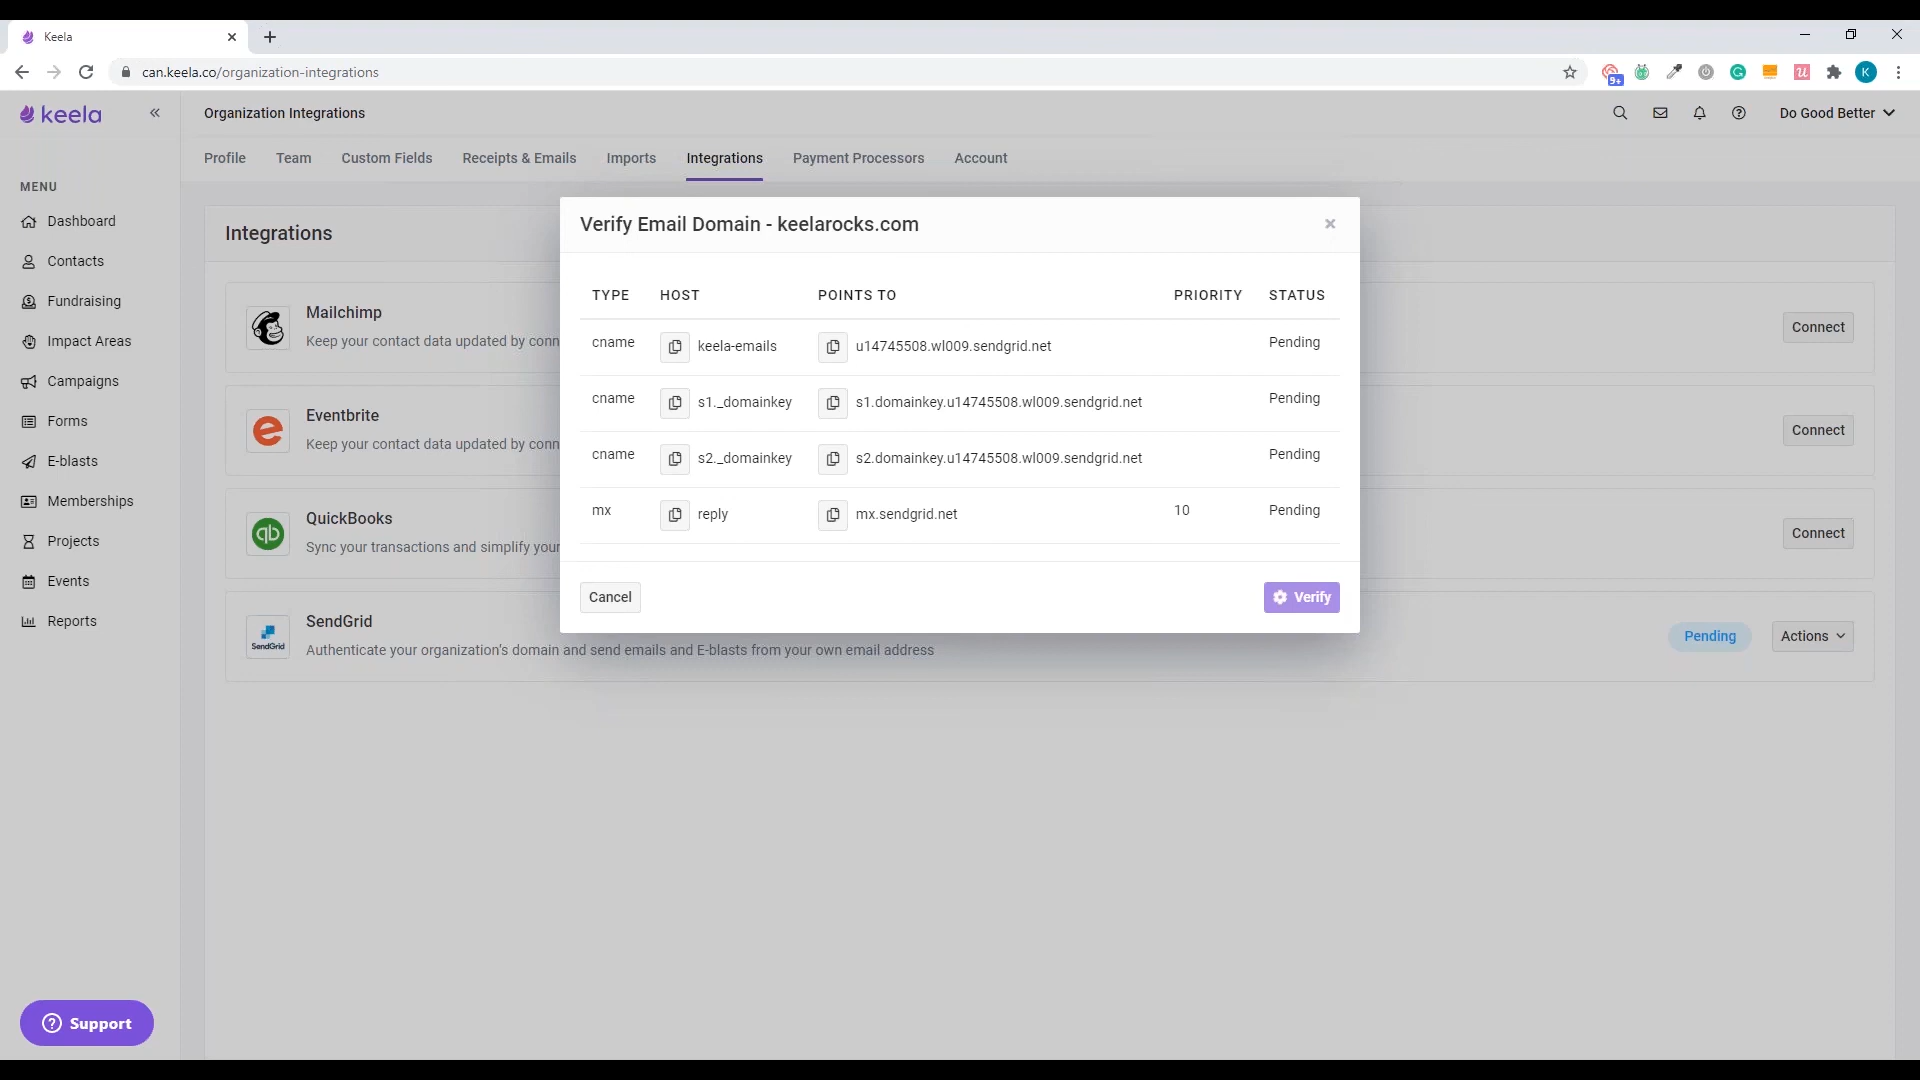 Keela
can.keela.co/organization-integrations
9+
K
keela
Organization Integrations
Do Good Better
Profile
Team
Custom Fields
Receipts & Emails
Imports
Integrations
Payment Processors
Account
MENU
Dashboard
Contacts
Fundraising
Impact Areas
Campaigns
Forms
E-blasts
Memberships
Projects
Events
Reports
Support
Integrations
Mailchimp
Keep your contact data updated by conn
Connect
Eventbrite
Keep your contact data updated by conn
Connect
QuickBooks
Sync your transactions and simplify your
Connect
SendGrid
SendGrid
Authenticate your organization's domain and send emails and E-blasts from your own email address
Pending
Actions
Verify Email Domain - keelarocks.com
TYPE HOST POINTS TO PRIORITY STATUS
cname keela-emails u14745508.wl009.sendgrid.net Pending
cname s1._domainkey s1.domainkey.u14745508.wl009.sendgrid.net Pending
cname s2._domainkey s2.domainkey.u14745508.wl009.sendgrid.net Pending
mx reply mx.sendgrid.net 10 Pending
Cancel
Verify